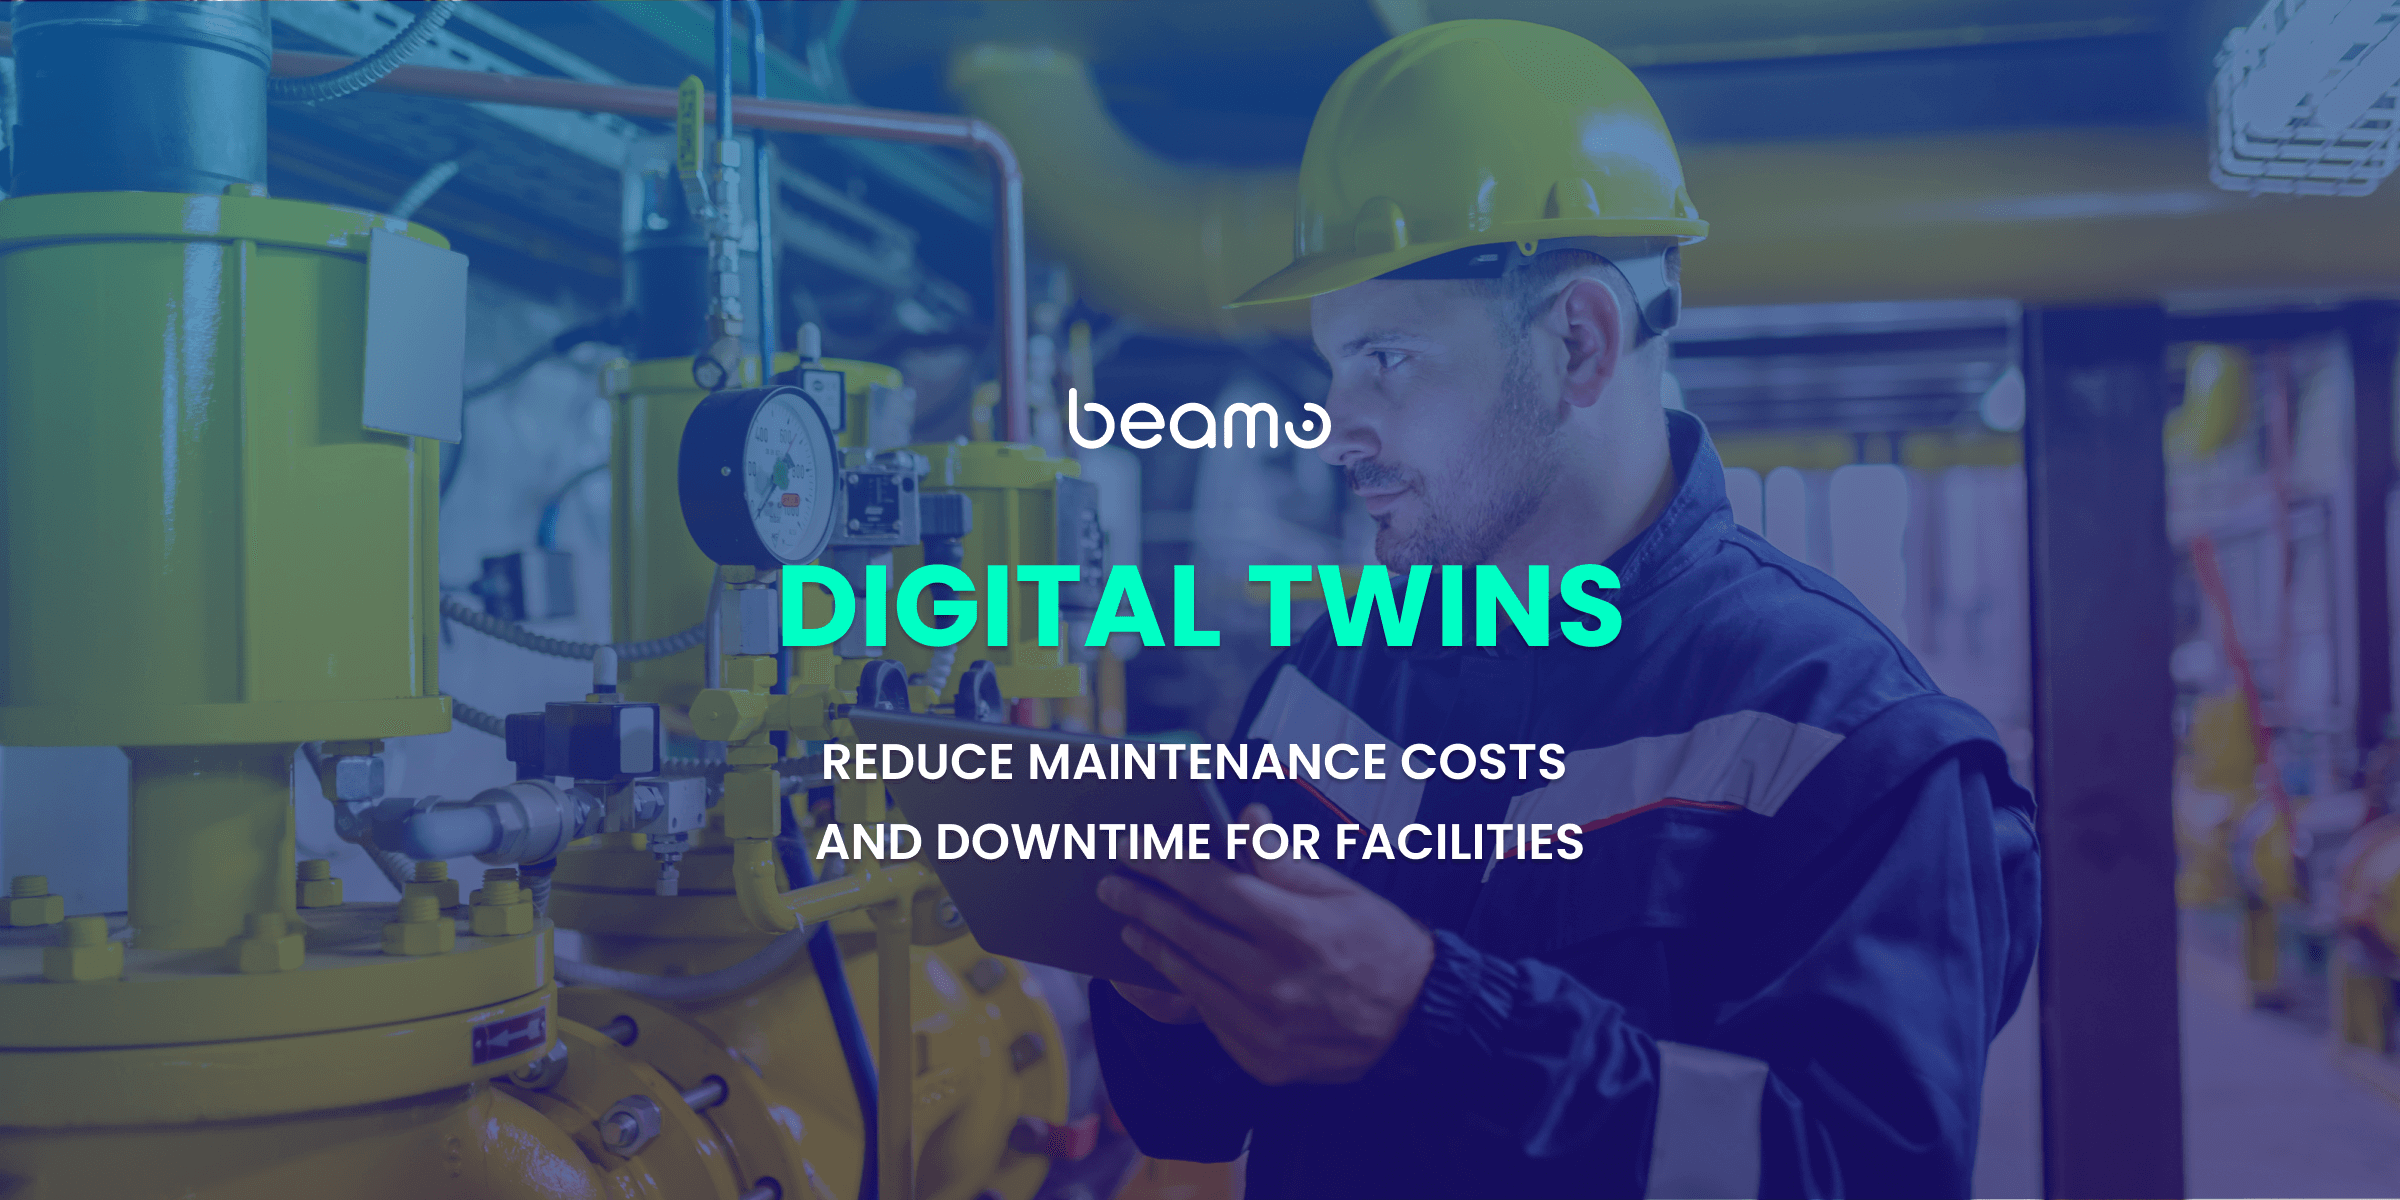 beamo
DIGITAL TWINS
REDUCE MAINTENANCE COSTS
AND DOWNTIME FOR FACILITIES